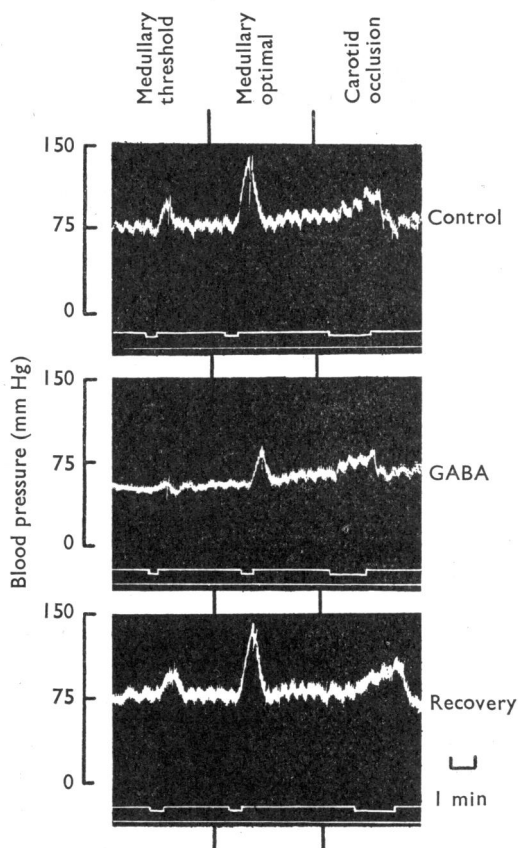 Medullary
threshold
Medullary
optimal
Carotid
occlusion
Blood pressure (mm Hg)
150
75
0
Control
150
75
0
GABA
150
75
0
Recovery
1 min